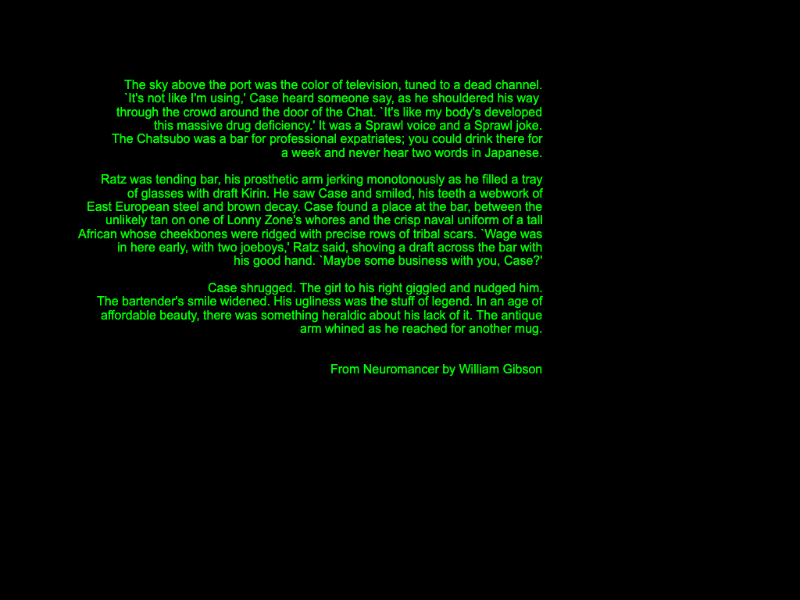 The sky above the port was the color of television, tuned to a dead channel.
`It's not like I'm using,' Case heard someone say, as he shouldered his way
through the crowd around the door of the Chat. `It's like my body's developed
this massive drug deficiency.' It was a Sprawl voice and a Sprawl joke.
The Chatsubo was a bar for professional expatriates; you could drink there for
a week and never hear two words in Japanese.

Ratz was tending bar, his prosthetic arm jerking monotonously as he filled a tray
of glasses with draft Kirin. He saw Case and smiled, his teeth a webwork of
East European steel and brown decay. Case found a place at the bar, between the
unlikely tan on one of Lonny Zone's whores and the crisp naval uniform of a tall
African whose cheekbones were ridged with precise rows of tribal scars. `Wage was
in here early, with two joeboys,' Ratz said, shoving a draft across the bar with
his good hand. `Maybe some business with you, Case?'

Case shrugged. The girl to his right giggled and nudged him.
The bartender's smile widened. His ugliness was the stuff of legend. In an age of
affordable beauty, there was something heraldic about his lack of it. The antique
arm whined as he reached for another mug.

From Neuromancer by William Gibson